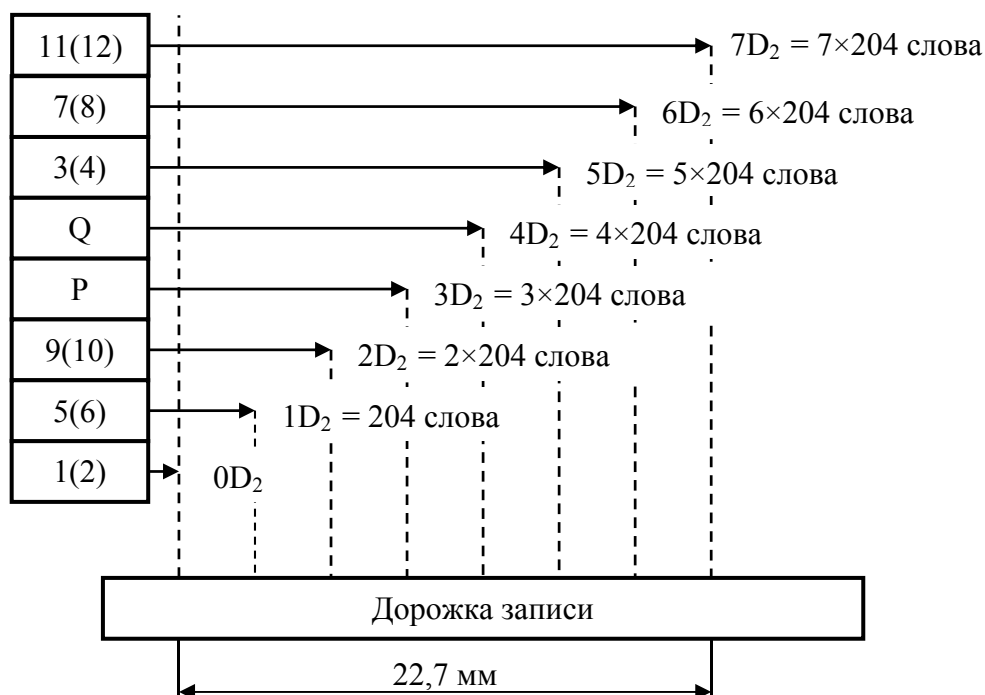 11(12) 7D₂ = 7×204 слова
7(8) 6D₂ = 6×204 слова
3(4) 5D₂ = 5×204 слова
Q 4D₂ = 4×204 слова
P 3D₂ = 3×204 слова
9(10) 2D₂ = 2×204 слова
5(6) 1D₂ = 204 слова
1(2) 0D₂
Дорожка записи
22,7 мм